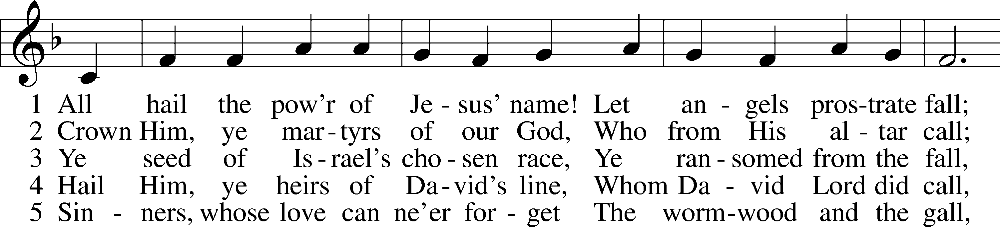 1 All hail the pow'r of Je - sus' name! Let an - gels pros-trate fall;
2 Crown Him, ye mar-tyrs of our God, Who from His al - tar call;
3 Ye seed of Is-rael's cho-sen race, Ye ran-somed from the fall,
4 Hail Him, ye heirs of Da-vid's line, Whom Da - vid Lord did call,
5 Sin - ners, whose love can ne'er for - get The worm-wood and the gall,